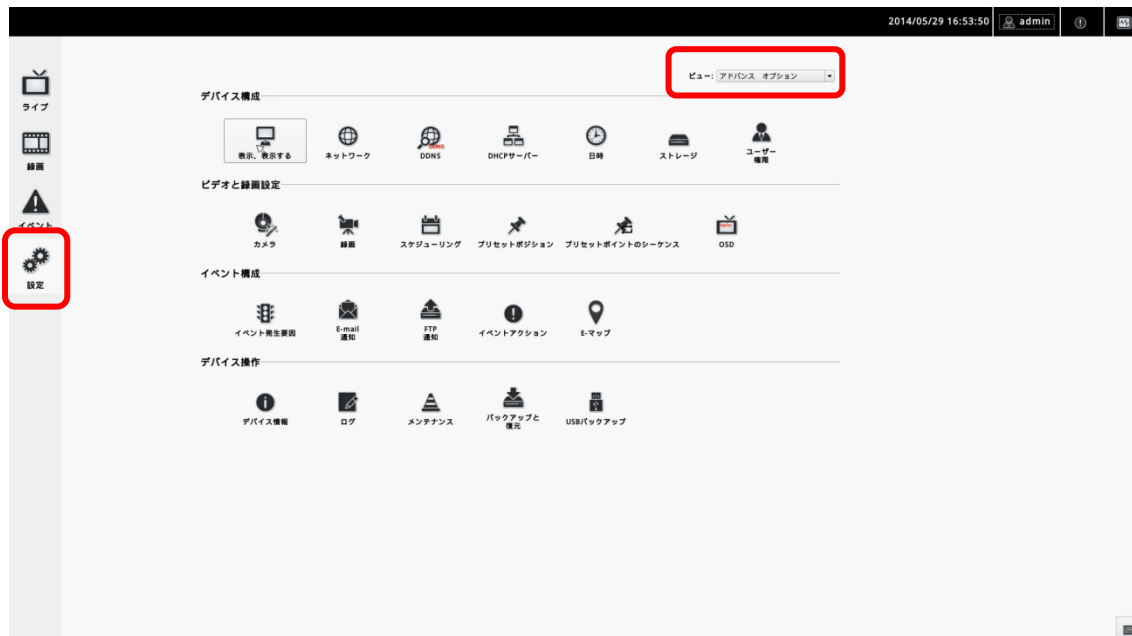 2014/05/29 16:53:50 admin
ビュー: アドバンス オプション
ライブ
録画
イベント
設定
デバイス構成
表示、表示する
ネットワーク
DDNS
DHCPサーバー
日時
ストレージ
ユーザー
権限
ビデオと録画設定
カメラ
録画
スケジューリング
プリセットポジション
プリセットポイントのシーケンス
OSD
イベント構成
イベント発生要因
E-mail
通知
FTP
通知
イベントアクション
E-マップ
デバイス操作
デバイス情報
ログ
メンテナンス
バックアップと
復元
USBバックアップ